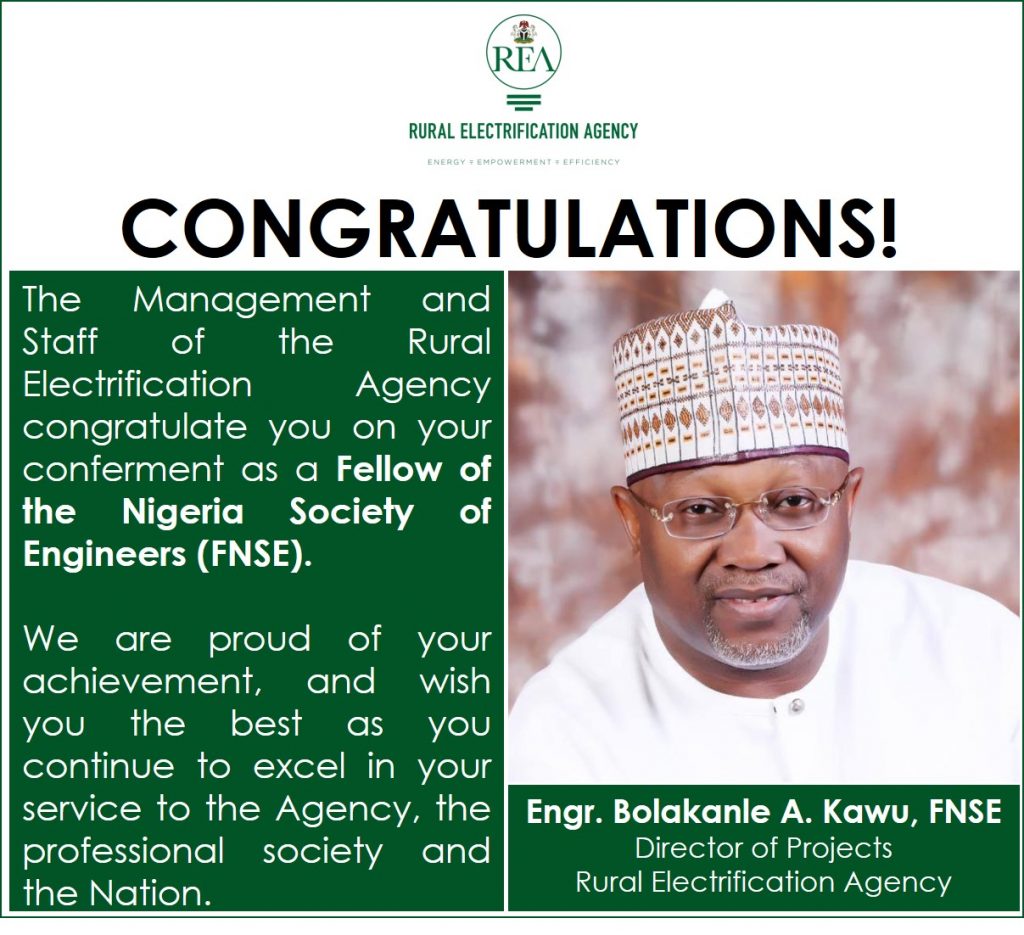 REA
RURAL ELECTRIFICATION AGENCY
ENERGY = EMPOWERMENT = EFFICIENCY
CONGRATULATIONS!
The Management and
Staff of the Rural
Electrification Agency
congratulate you on your
conferment as a Fellow of
the Nigeria Society of
Engineers (FNSE).
We are proud of your
achievement, and wish
you the best as you
continue to excel in your
service to the Agency, the
professional society and
the Nation.
Engr. Bolakanle A. Kawu, FNSE
Director of Projects
Rural Electrification Agency